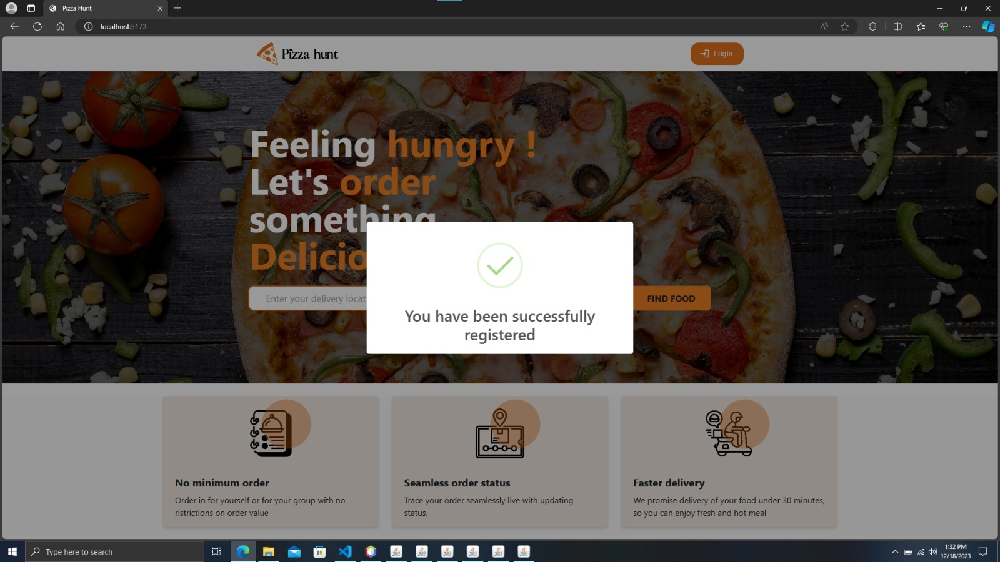 Pizza Hunt
localhost:5173
Pizza hunt
Login
Feeling hungry !
Let's order
something
Delicio
Enter your delivery locat
FIND FOOD
You have been successfully
registered
No minimum order
Order in for yourself or for your group with no
ristrictions on order value
Seamless order status
Trace your order seamlessly live with updating
status.
Faster delivery
We promise delivery of your food under 30 minutes,
so you can enjoy fresh and hot meal
Type here to search
1:32 PM
12/18/2023